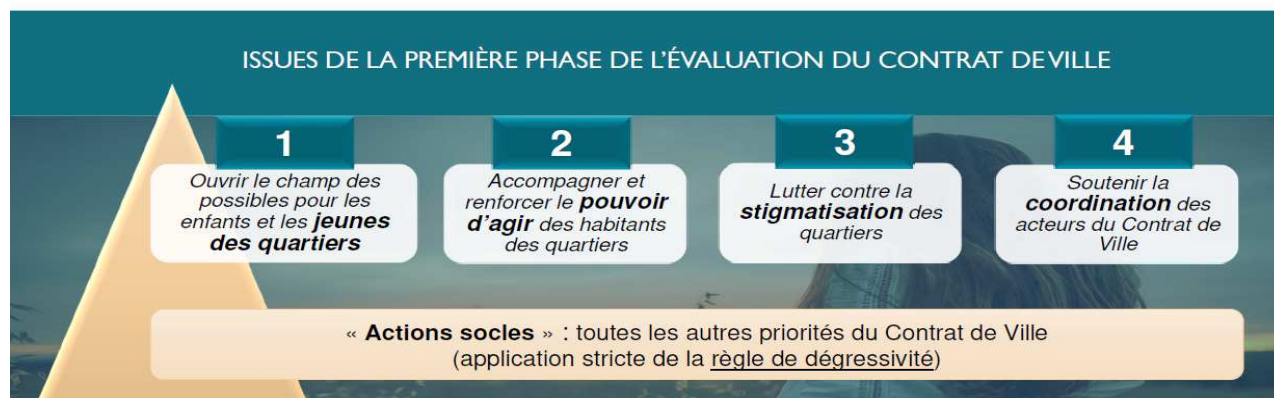 ISSUES DE LA PREMIÈRE PHASE DE L'ÉVALUATION DU CONTRAT DE VILLE
1
Ouvrir le champ des
possibles pour les
enfants et les jeunes
des quartiers
2
Accompagner et
renforcer le pouvoir
d'agir des habitants
des quartiers
3
Lutter contre la
stigmatisation des
quartiers
4
Soutenir la
coordination des
acteurs du Contrat de
Ville
« Actions socles » : toutes les autres priorités du Contrat de Ville
(application stricte de la règle de dégressivité)